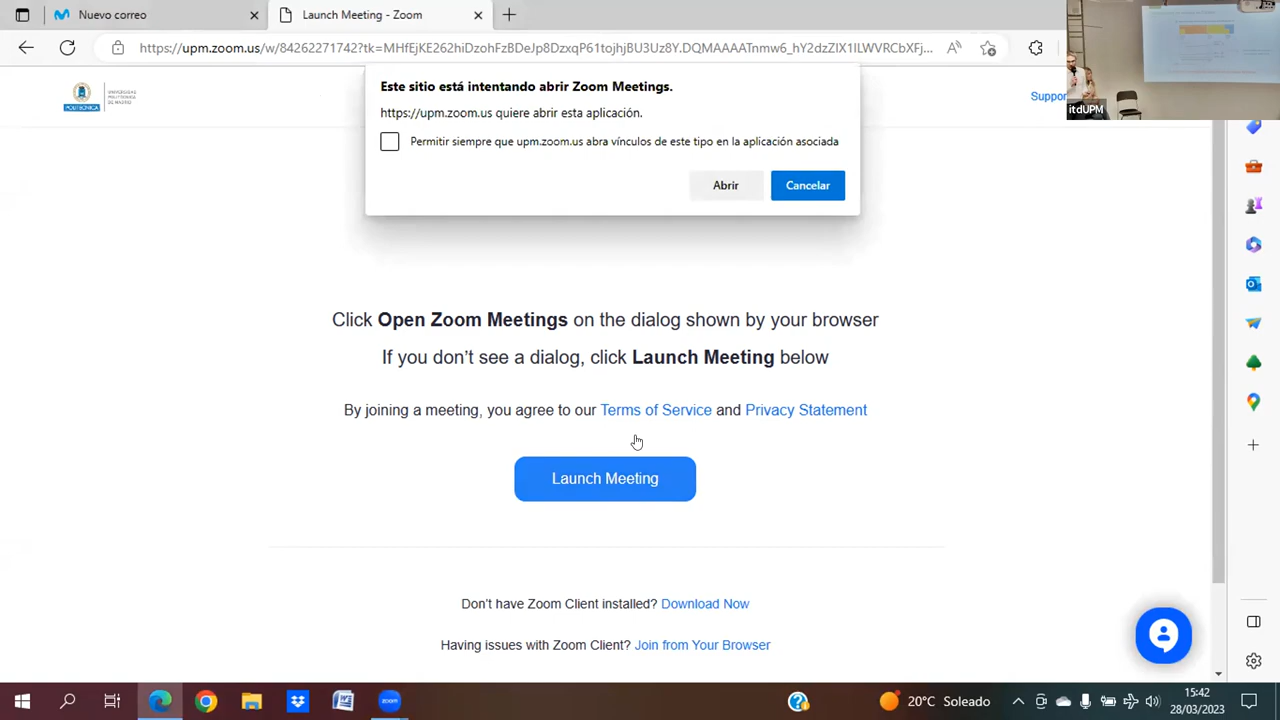 Nuevo correo
Launch Meeting - Zoom
https://upm.zoom.us/w/84262271742?tk=MHfEjKE262hiDzohFzBDeJp8DzxqP61tojhjBU3Uz8Y.DQMAAAATnmw6_hY2dzZIX1lLWVRCbXFj...
Este sitio está intentando abrir Zoom Meetings.
https://upm.zoom.us quiere abrir esta aplicación.
Permitir siempre que upm.zoom.us abra vínculos de este tipo en la aplicación asociada
Abrir
Cancelar
POLITÉCNICA
Suppor
itdUPM
Click Open Zoom Meetings on the dialog shown by your browser
If you don’t see a dialog, click Launch Meeting below
By joining a meeting, you agree to our Terms of Service and Privacy Statement
Launch Meeting
Don’t have Zoom Client installed? Download Now
Having issues with Zoom Client? Join from Your Browser
zoom
20°C Soleado
15:42
28/03/2023